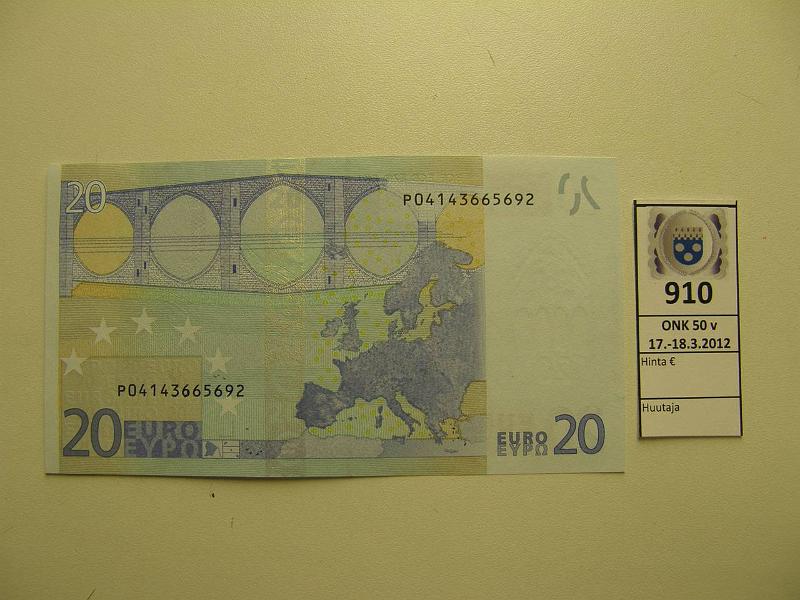 20
P04143665692
P04143665692
20 EURO
ΕΥΡΩ
EURO
ΕΥΡΩ 20
910
ONK 50 v
17.-18.3.2012
Hinta €
Huutaja